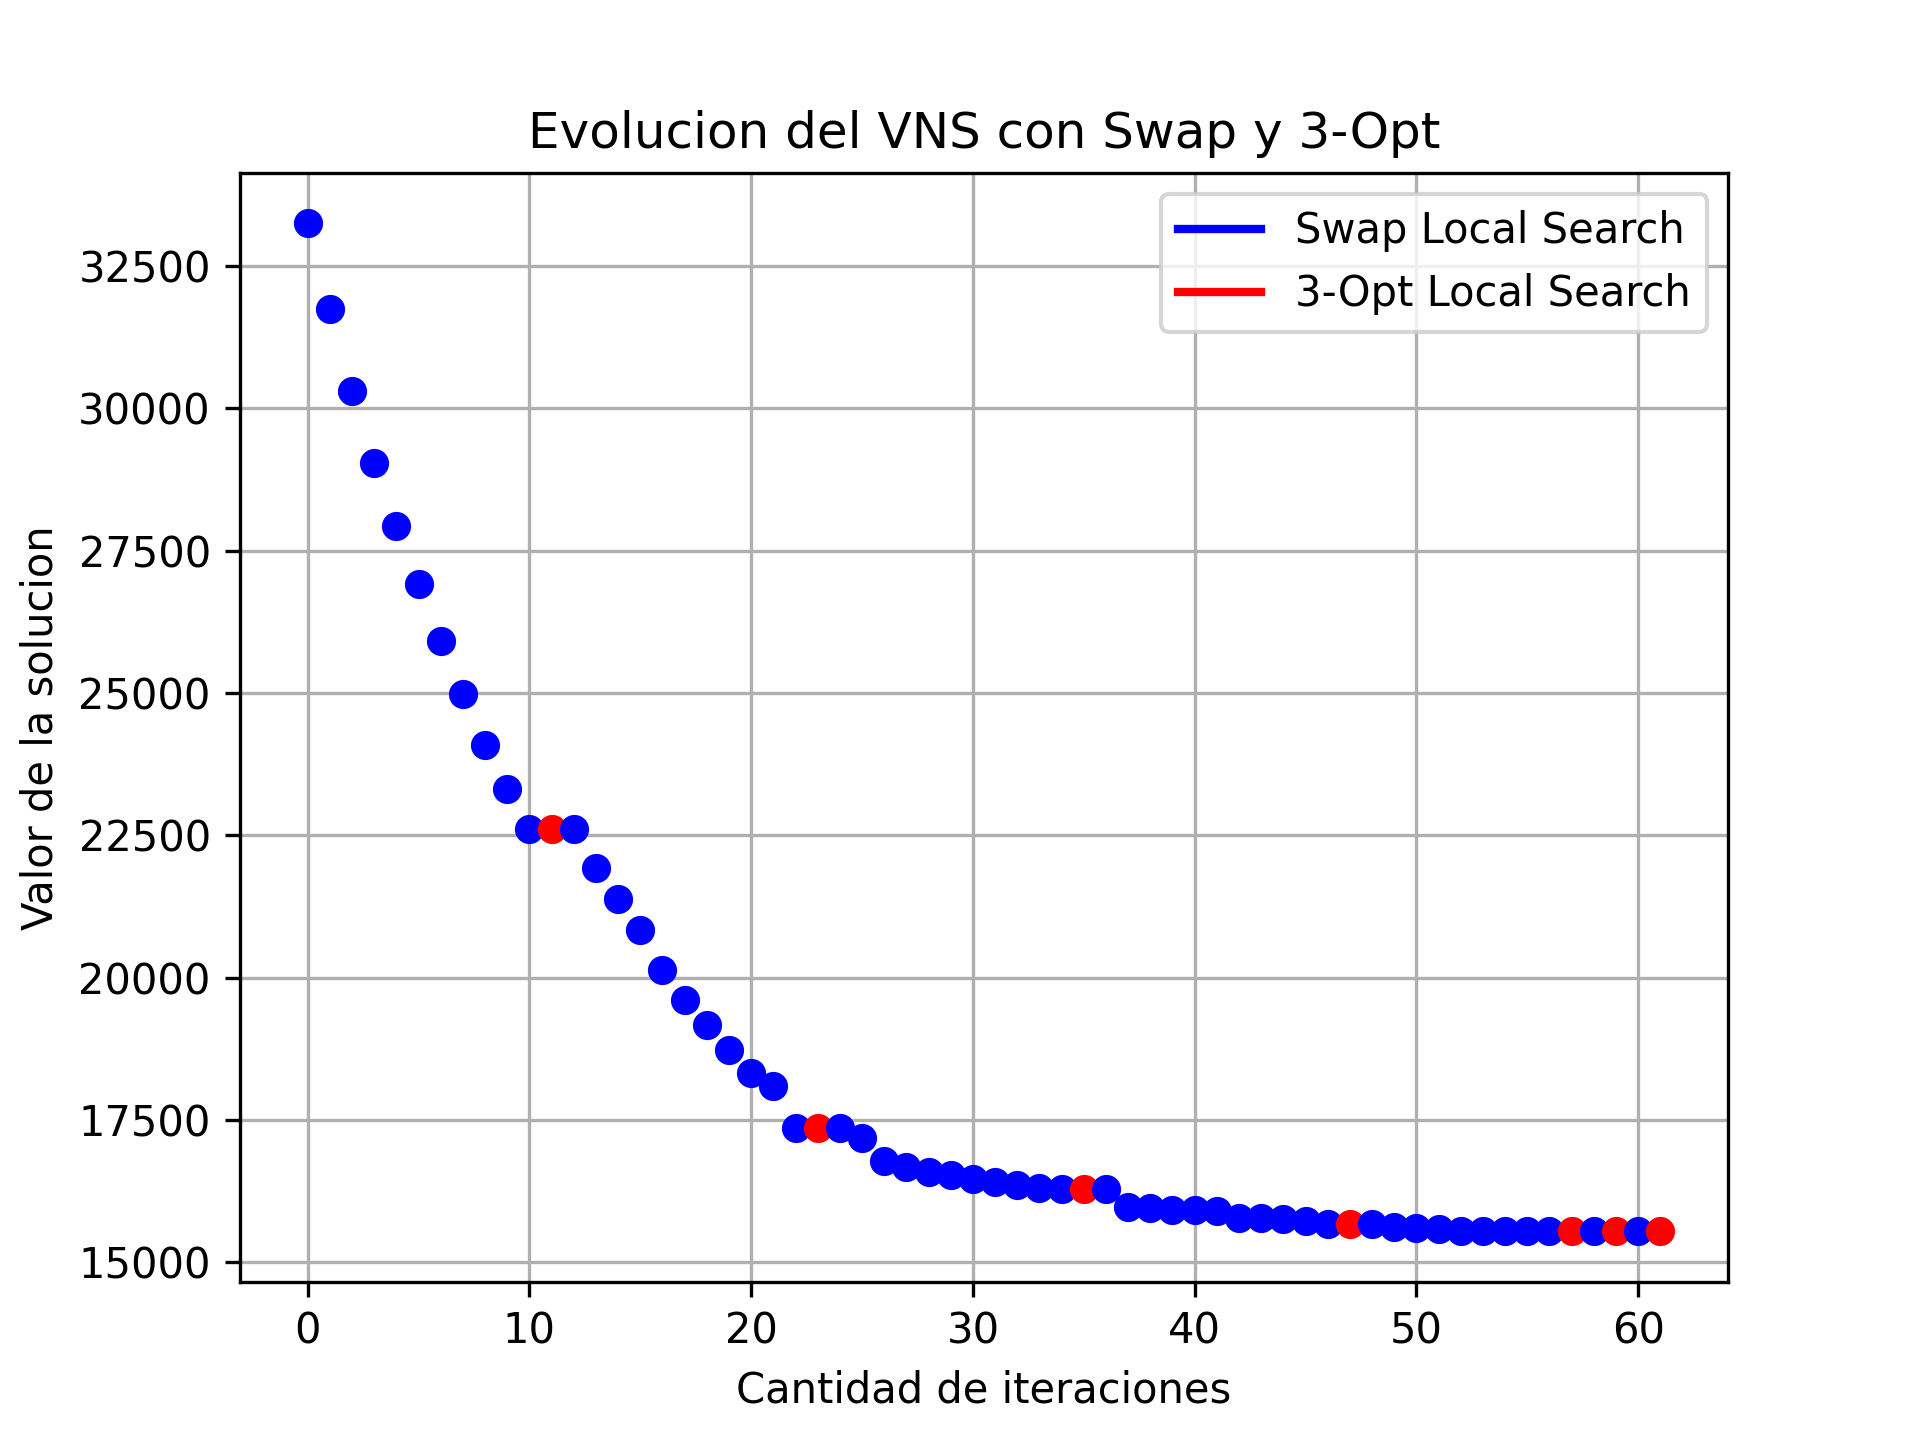 Evolucion del VNS con Swap y 3-Opt
Swap Local Search
3-Opt Local Search
Valor de la solucion
32500
30000
27500
25000
22500
20000
17500
15000
0 10 20 30 40 50 60
Cantidad de iteraciones